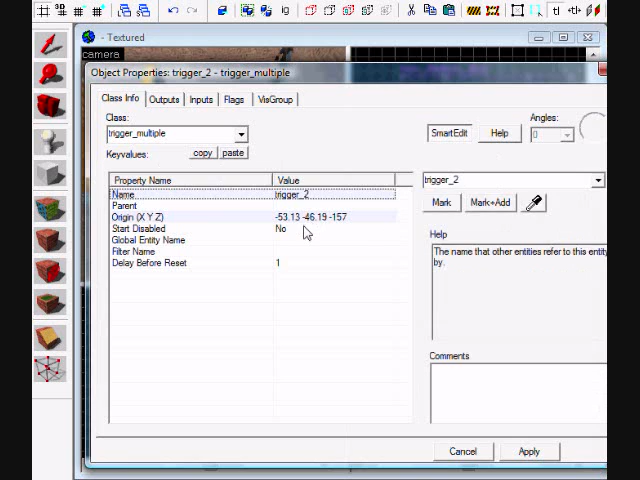 - Textured
camera
Object Properties: trigger_2 - trigger_multiple
Class Info Outputs Inputs Flags VisGroup
Class:
Angles:
trigger_multiple
SmartEdit Help 0
Keyvalues: copy paste
Property Name Value
trigger_2
Name trigger_2
Parent
Mark Mark+Add
Origin (X Y Z) -53.13 -46.19 -157
Start Disabled No
Help
Global Entity Name
Filter Name
The name that other entities refer to this entity
by.
Delay Before Reset 1
Comments
Cancel Apply